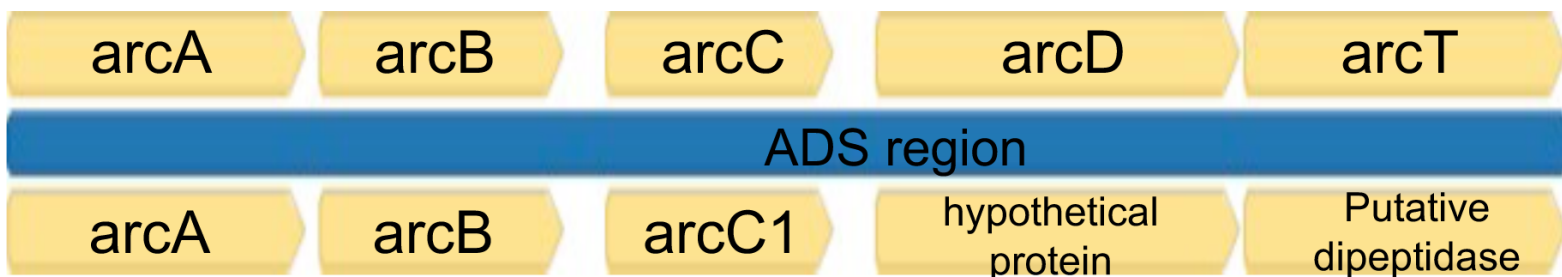 arcA arcB arcC arcD arcT
ADS region
arcA arcB arcC1 hypothetical protein Putative dipeptidase